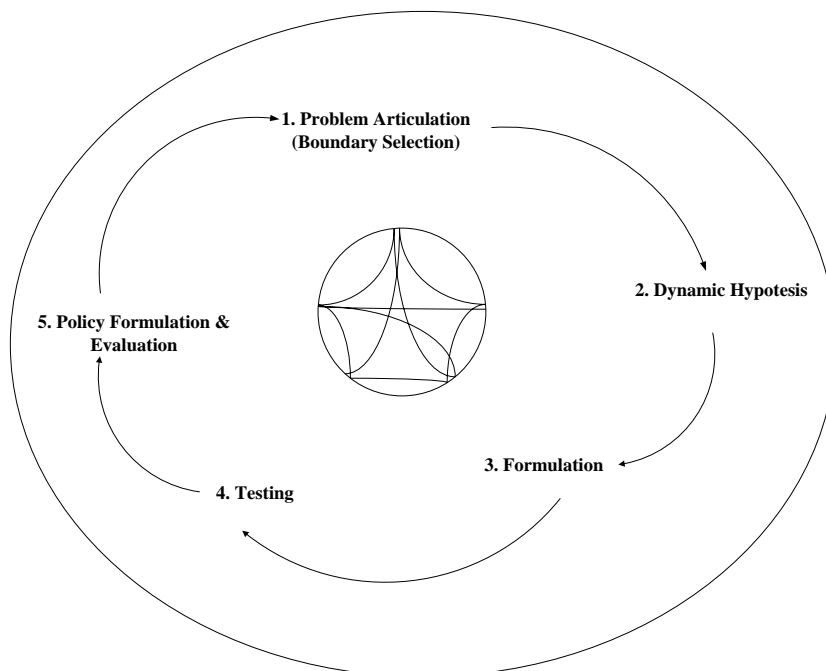 1. Problem Articulation
(Boundary Selection)
2. Dynamic Hypotesis
3. Formulation
4. Testing
5. Policy Formulation &
Evaluation